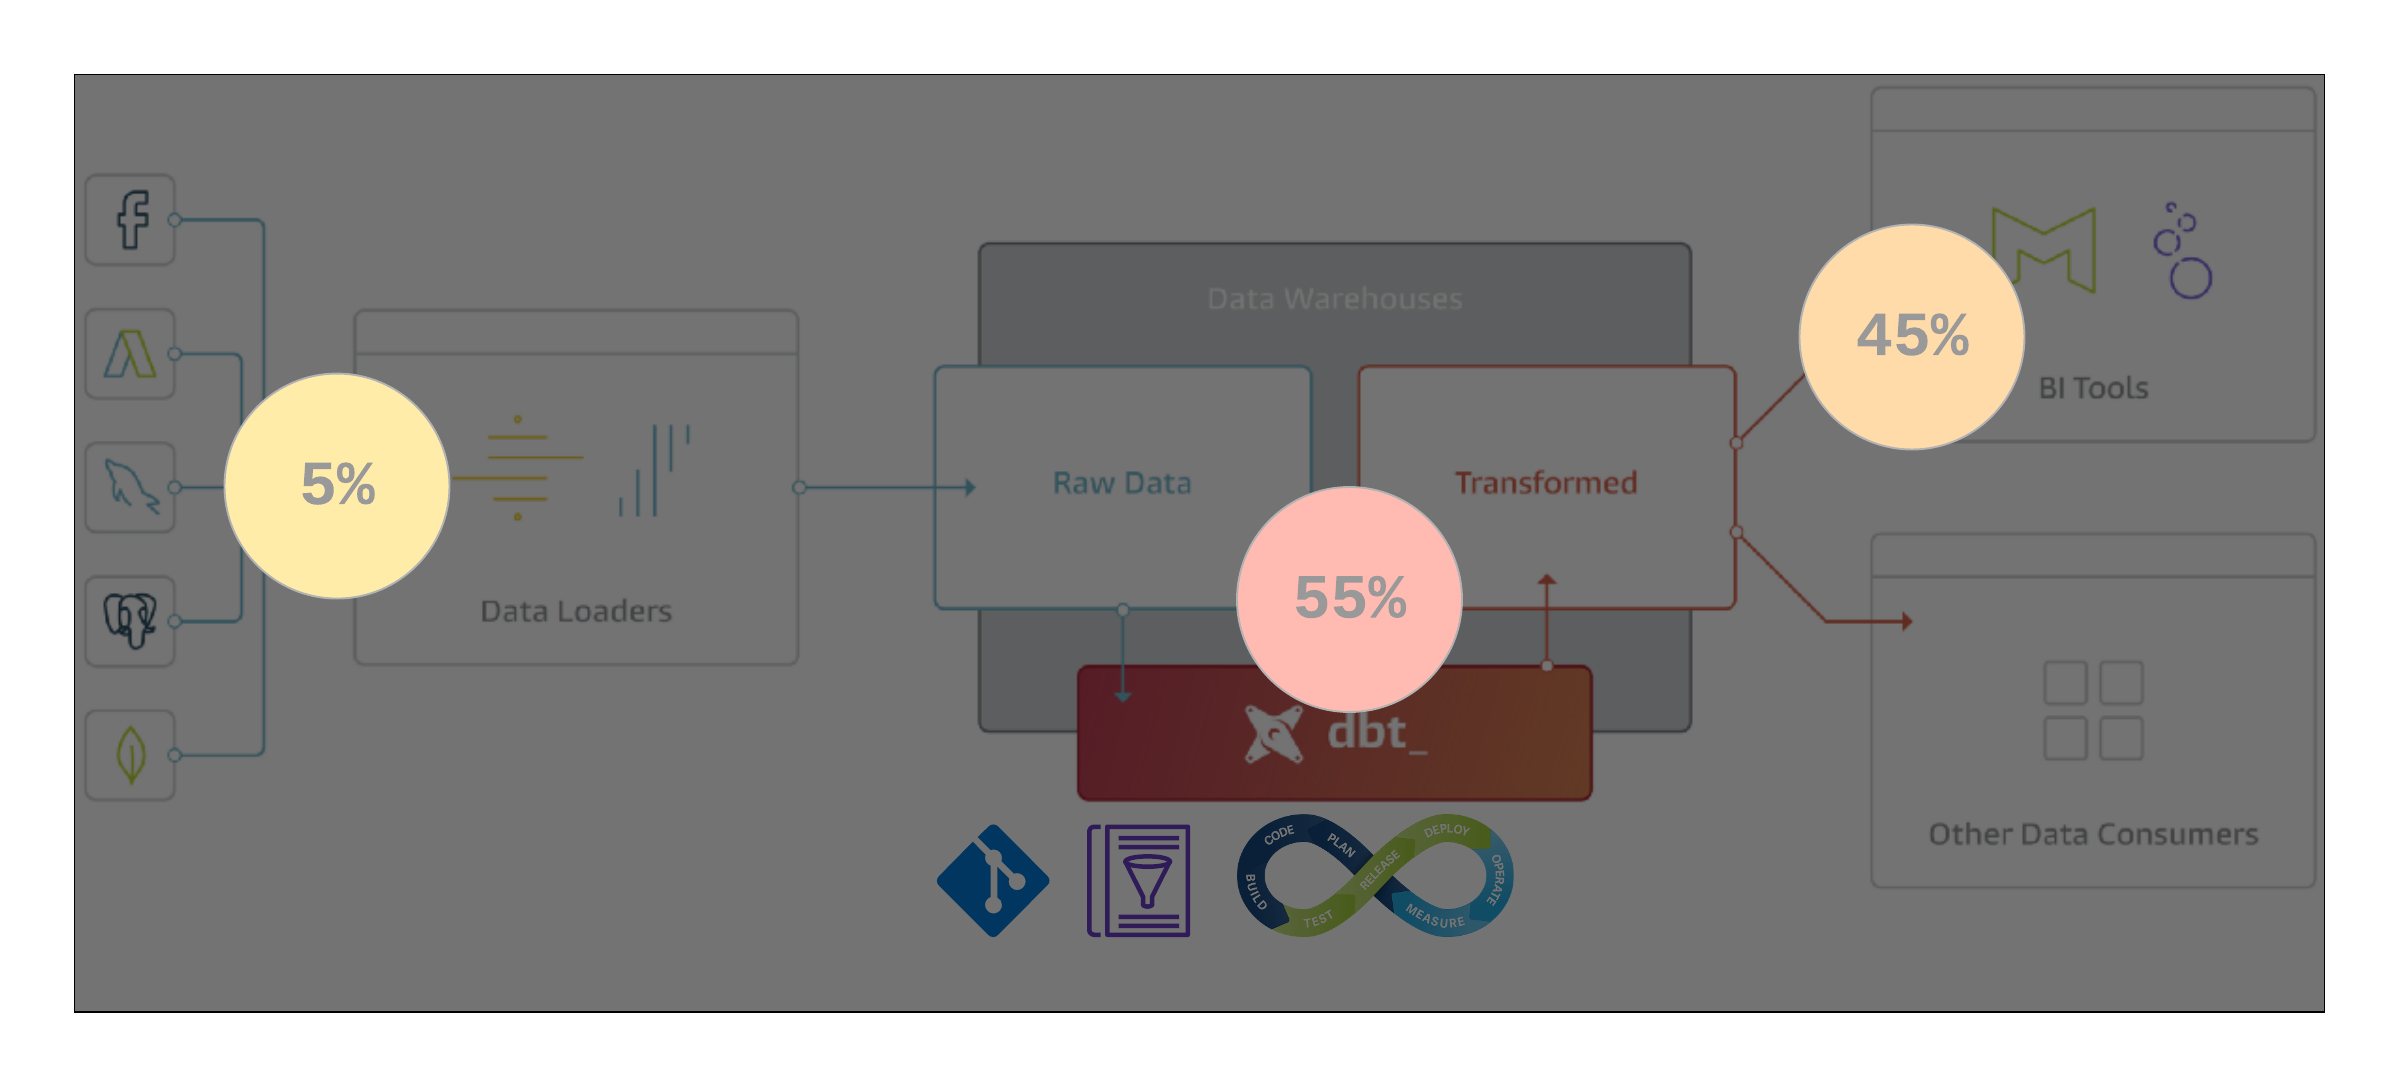 Data Warehouses
45%
BI Tools
5%
Raw Data
Transformed
55%
Data Loaders
dbt_
CODE
PLAN
DEPLOY
RELEASE
OPERATE
BUILD
TEST
MEASURE
Other Data Consumers